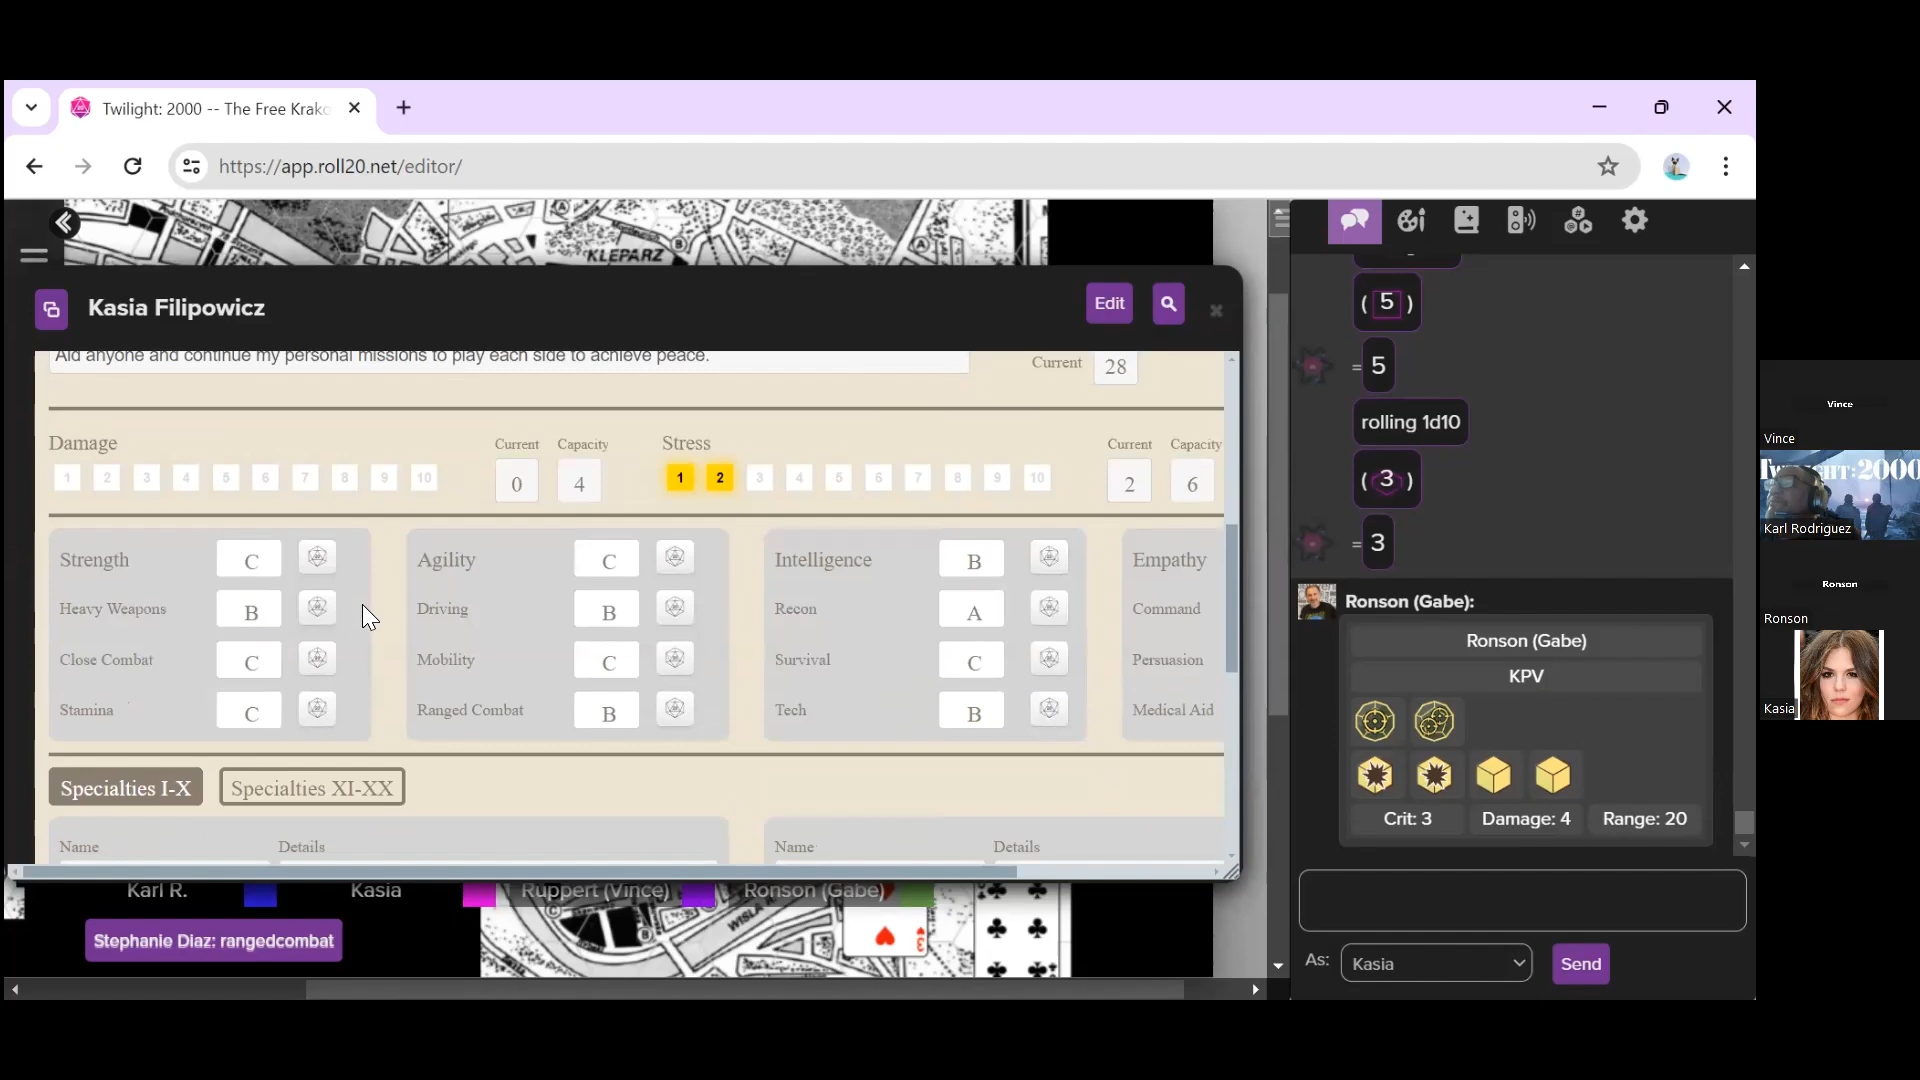 Twilight: 2000 -- The Free Krako
https://app.roll20.net/editor/
KLEPARZ
Kasia Filipowicz
Edit
Aid anyone and continue my personal missions to play each side to achieve peace.
Current 28
Damage
Current Capacity
Stress
Current Capacity
1 2 3 4 5 6 7 8 9 10
0 4
1 2 3 4 5 6 7 8 9 10
2 6
Strength C
Agility C
Intelligence B
Empathy
Heavy Weapons B
Driving B
Recon A
Command
Close Combat C
Mobility C
Survival C
Persuasion
Stamina C
Ranged Combat B
Tech B
Medical Aid
Specialties I-X
Specialties XI-XX
Name Details
Name Details
Karl R.
Kasia
Ruppert (Vince)
Ronson (Gabe)
WISLA
Stephanie Diaz: rangedcombat
3
(5)
=5
rolling 1d10
(3)
=3
Ronson (Gabe):
Ronson (Gabe)
KPV
Crit: 3
Damage: 4
Range: 20
As: Kasia
Send
Vince
Vince
Twilight:2000
Karl Rodriguez
Ronson
Ronson
Kasia